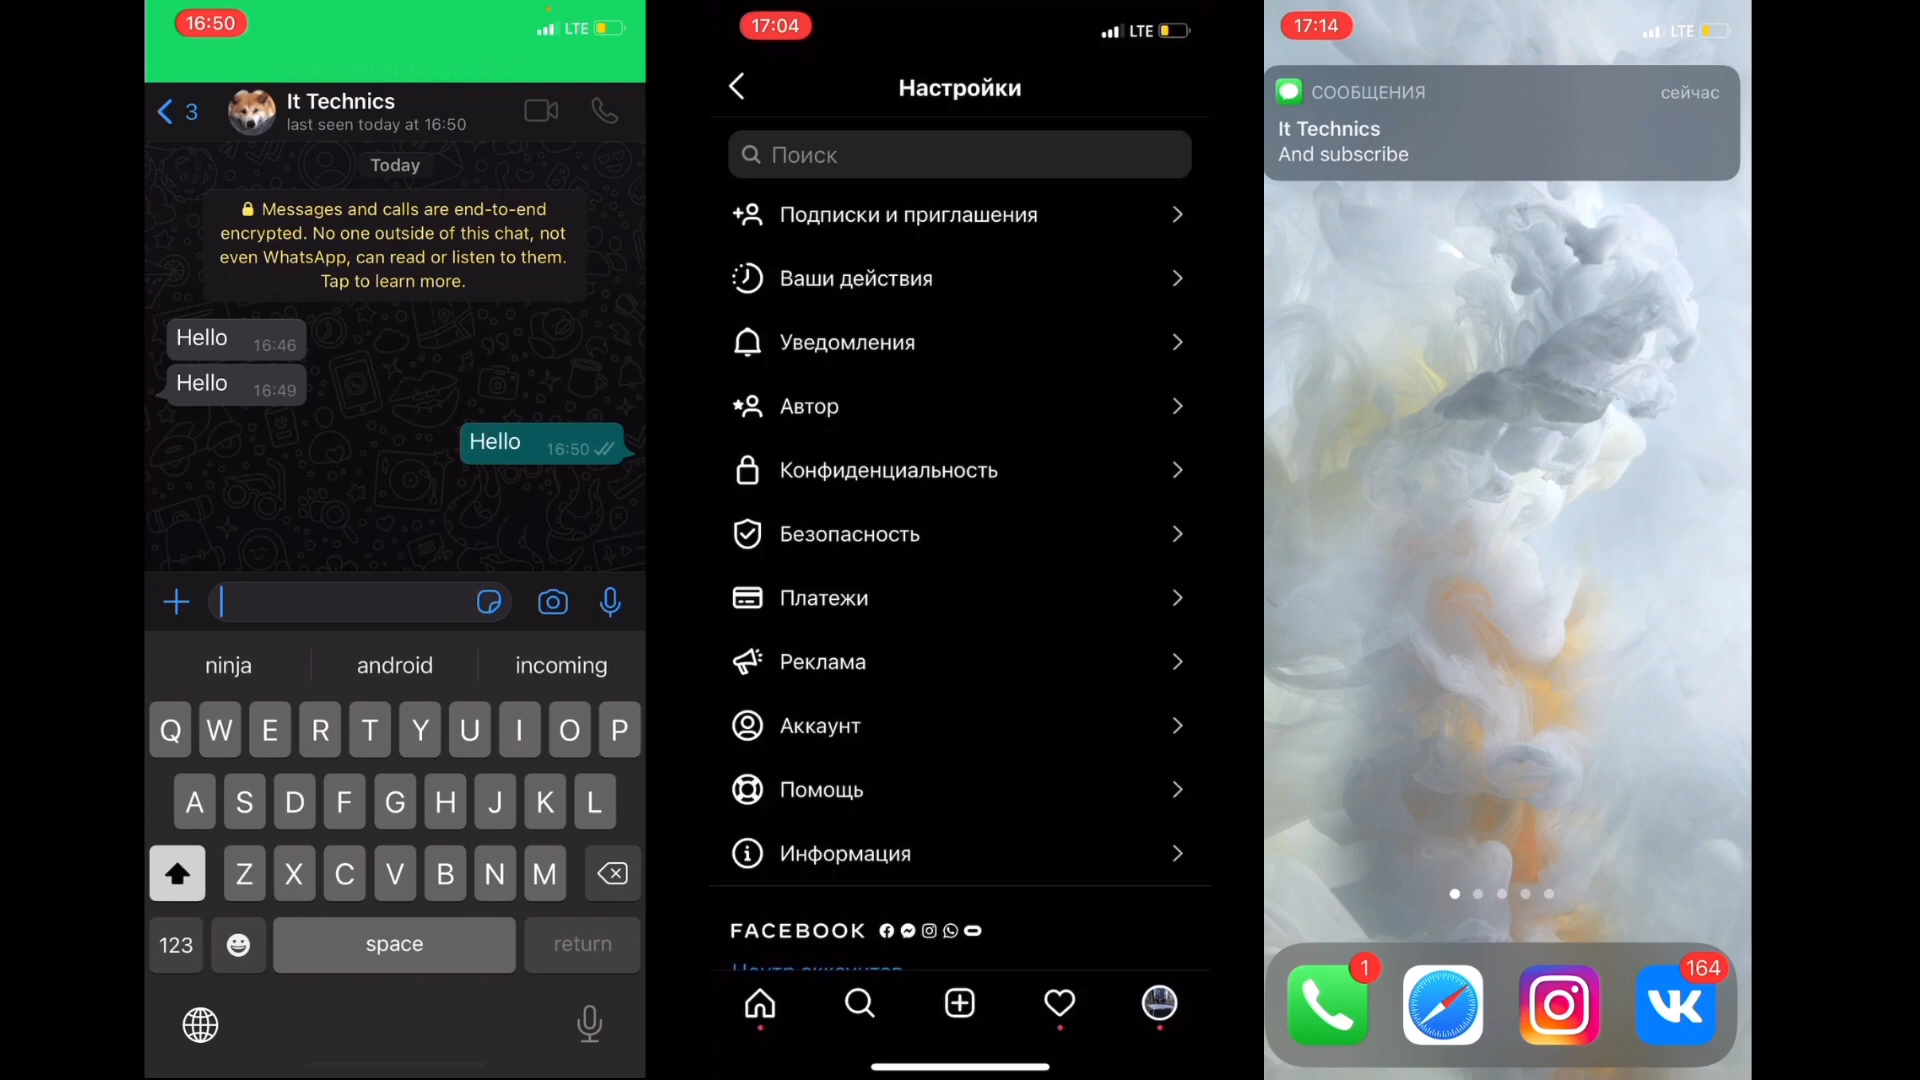 16:50
LTE
3
It Technics
last seen today at 16:50
Today
Messages and calls are end-to-end
encrypted. No one outside of this chat, not
even WhatsApp, can read or listen to them.
Tap to learn more.
Hello 16:46
Hello 16:49
Hello 16:50
ninja android incoming
Q W E R T Y U I O P
A S D F G H J K L
Z X C V B N M
123 space return
17:04
LTE
Настройки
Поиск
Подписки и приглашения
Ваши действия
Уведомления
Автор
Конфиденциальность
Безопасность
Платежи
Реклама
Аккаунт
Помощь
Информация
FACEBOOK
Центр аккаунтов
17:14
LTE
СООБЩЕНИЯ сейчас
It Technics
And subscribe
1
164